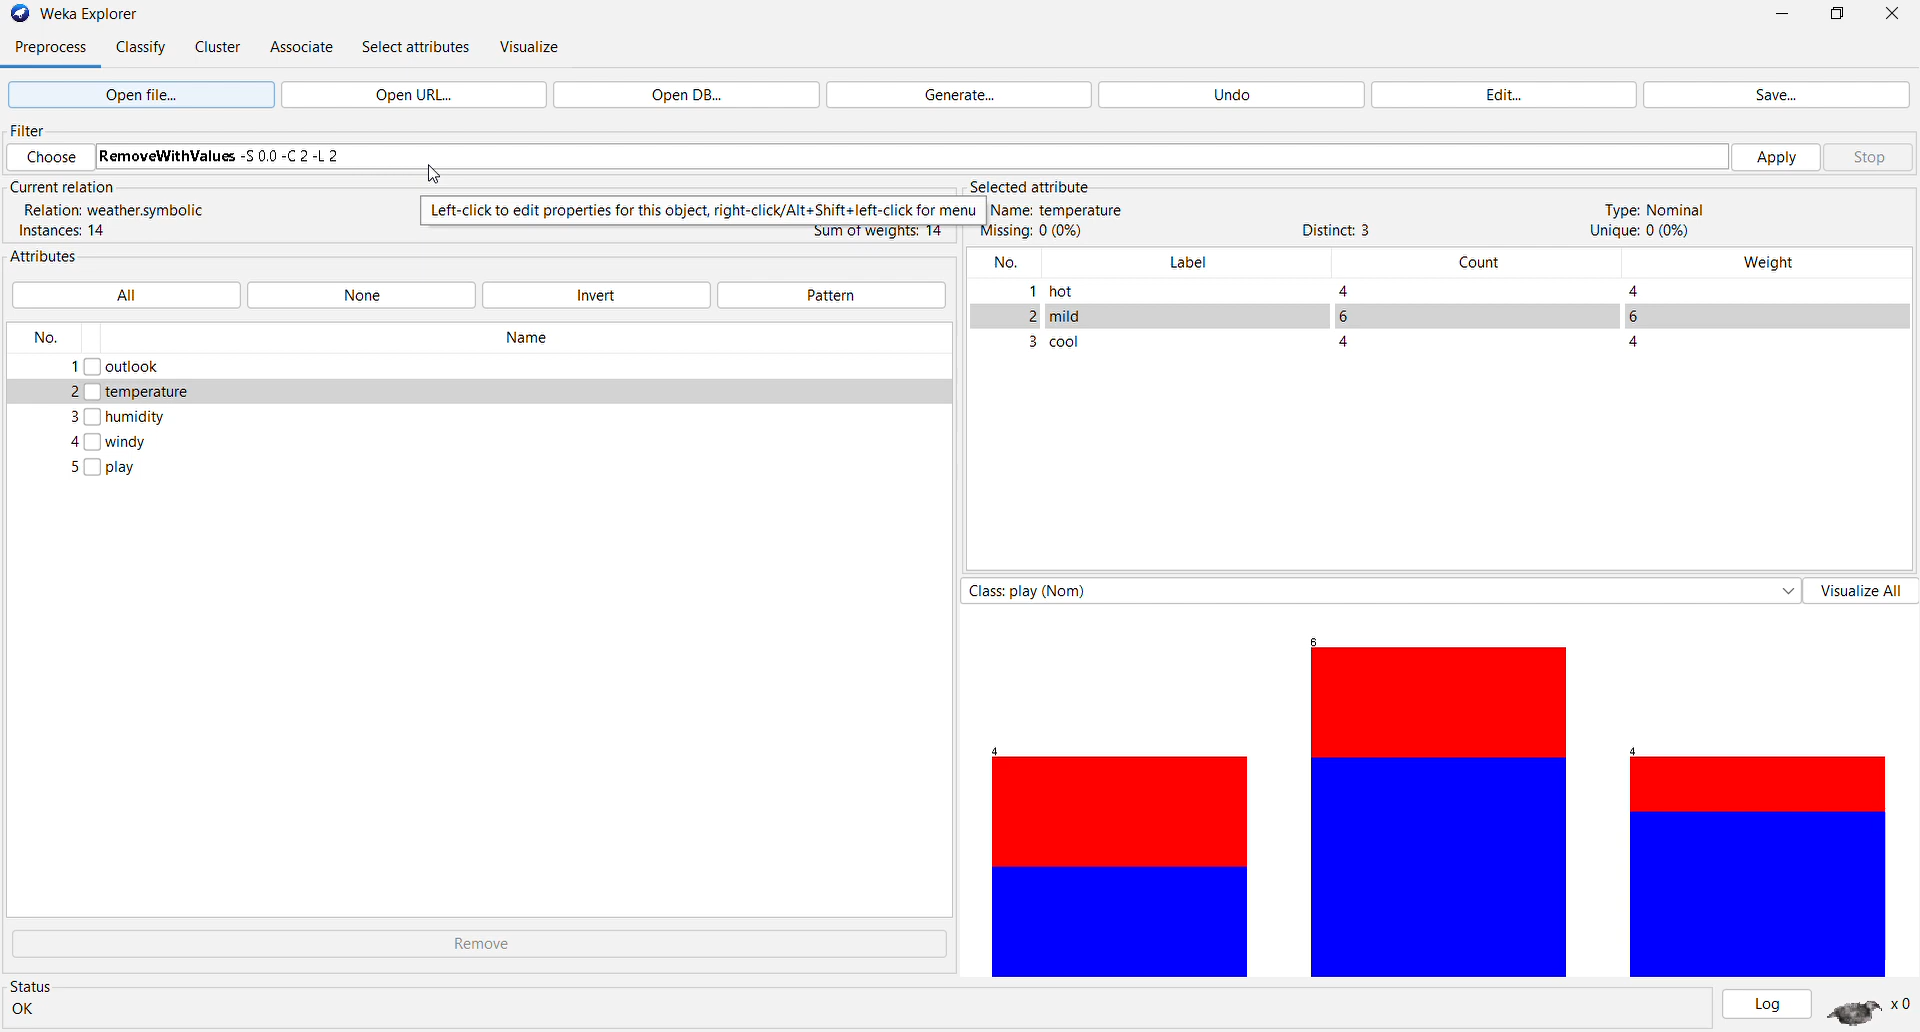 Weka Explorer
Preprocess Classify Cluster Associate Select attributes Visualize
Open file... Open URL... Open DB... Generate... Undo Edit... Save...
Filter
Choose RemoveWithValues -S 0.0 -C 2 -L 2 Apply Stop
Current relation
Relation: weather.symbolic
Instances: 14 Sum of weights: 14
Left-click to edit properties for this object, right-click/Alt+Shift+left-click for menu
Selected attribute
Name: temperature Type: Nominal
Missing: 0 (0%) Distinct: 3 Unique: 0 (0%)
Attributes
All None Invert Pattern
No. Name
1 outlook
2 temperature
3 humidity
4 windy
5 play
Remove
No. Label Count Weight
1 hot 4 4
2 mild 6 6
3 cool 4 4
Class: play (Nom) Visualize All
4 6 4
Status
OK
Log x 0